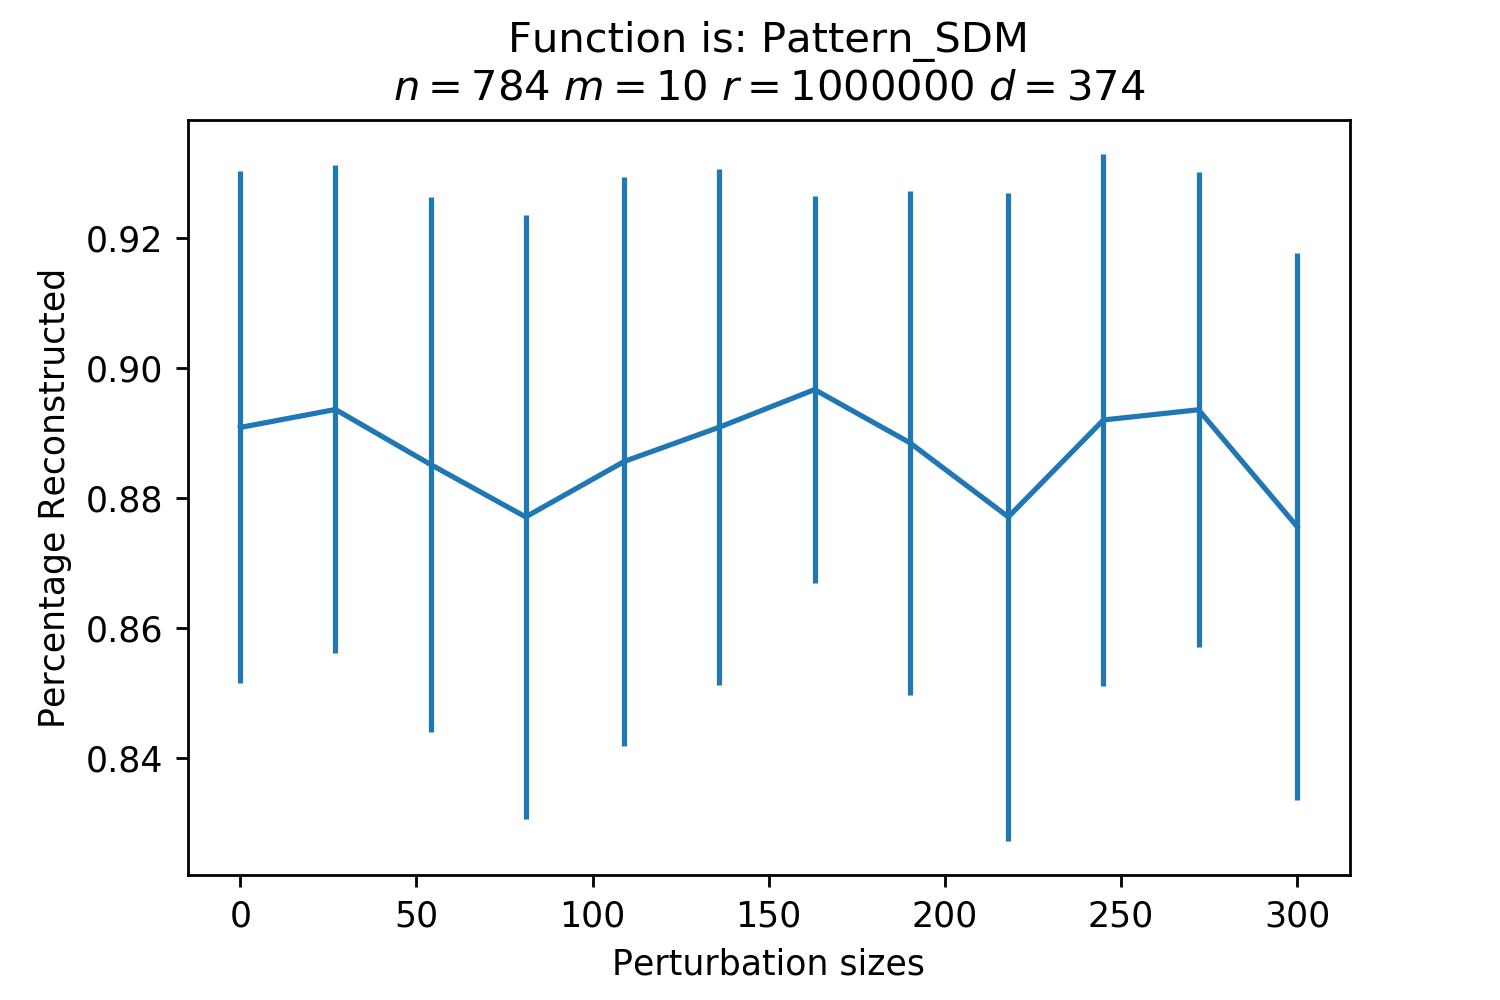 Function is: Pattern_SDM
n = 784 m = 10 r = 1000000 d = 374
Percentage Reconstructed
0.92
0.90
0.88
0.86
0.84
0 50 100 150 200 250 300
Perturbation sizes